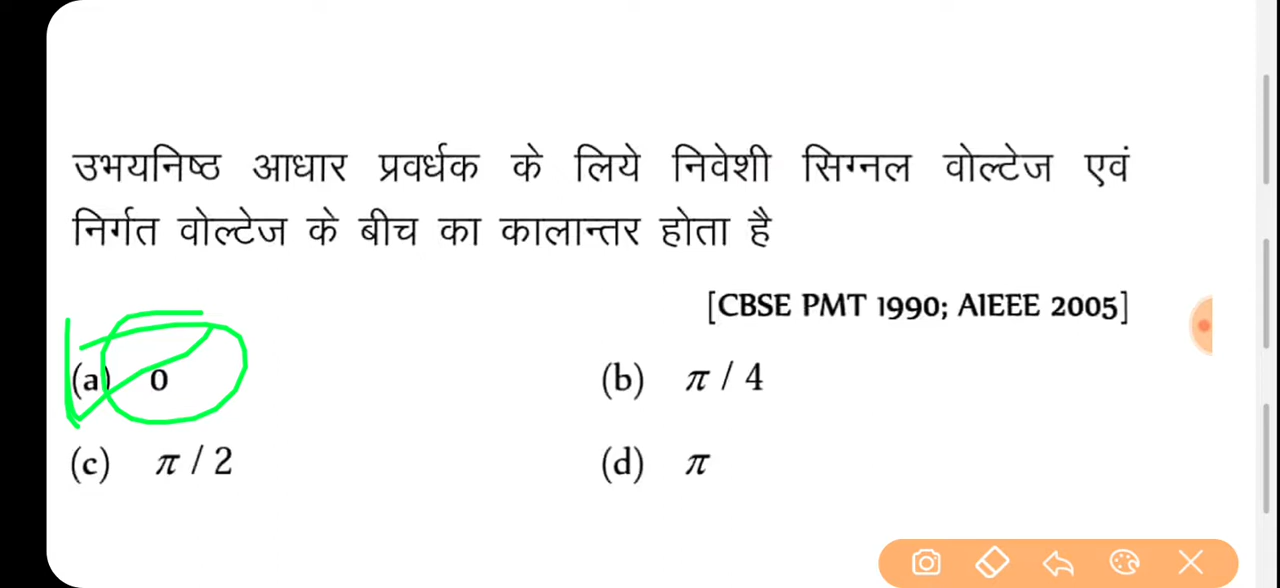 उभयनिष्ठ आधार प्रवर्धक के लिये निवेशी सिग्नल वोल्टेज एवं
निर्गत वोल्टेज के बीच का कालान्तर होता है
[CBSE PMT 1990; AIEEE 2005]
(a) 0 (b) π / 4
(c) π / 2 (d) π